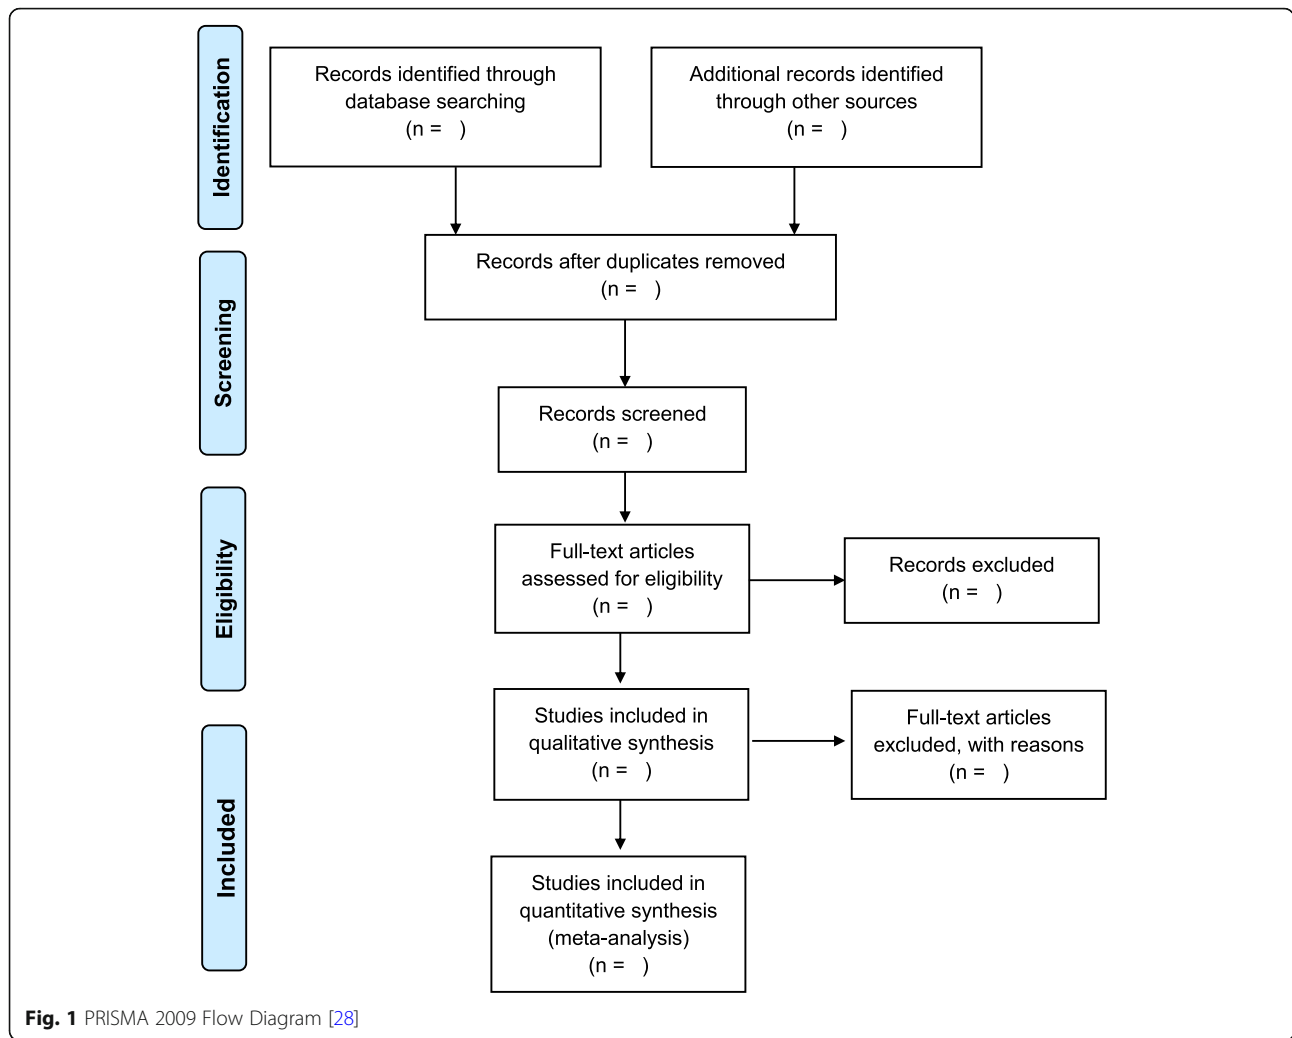 Identification
Records identified through
database searching
(n =   )
Additional records identified
through other sources
(n =   )
Screening
Records after duplicates removed
(n =   )
Records screened
(n =   )
Eligibility
Full-text articles
assessed for eligibility
(n =   )
Records excluded
(n =   )
Included
Studies included in
qualitative synthesis
(n =   )
Full-text articles
excluded, with reasons
(n =   )
Studies included in
quantitative synthesis
(meta-analysis)
(n =   )
Fig. 1 PRISMA 2009 Flow Diagram [28]